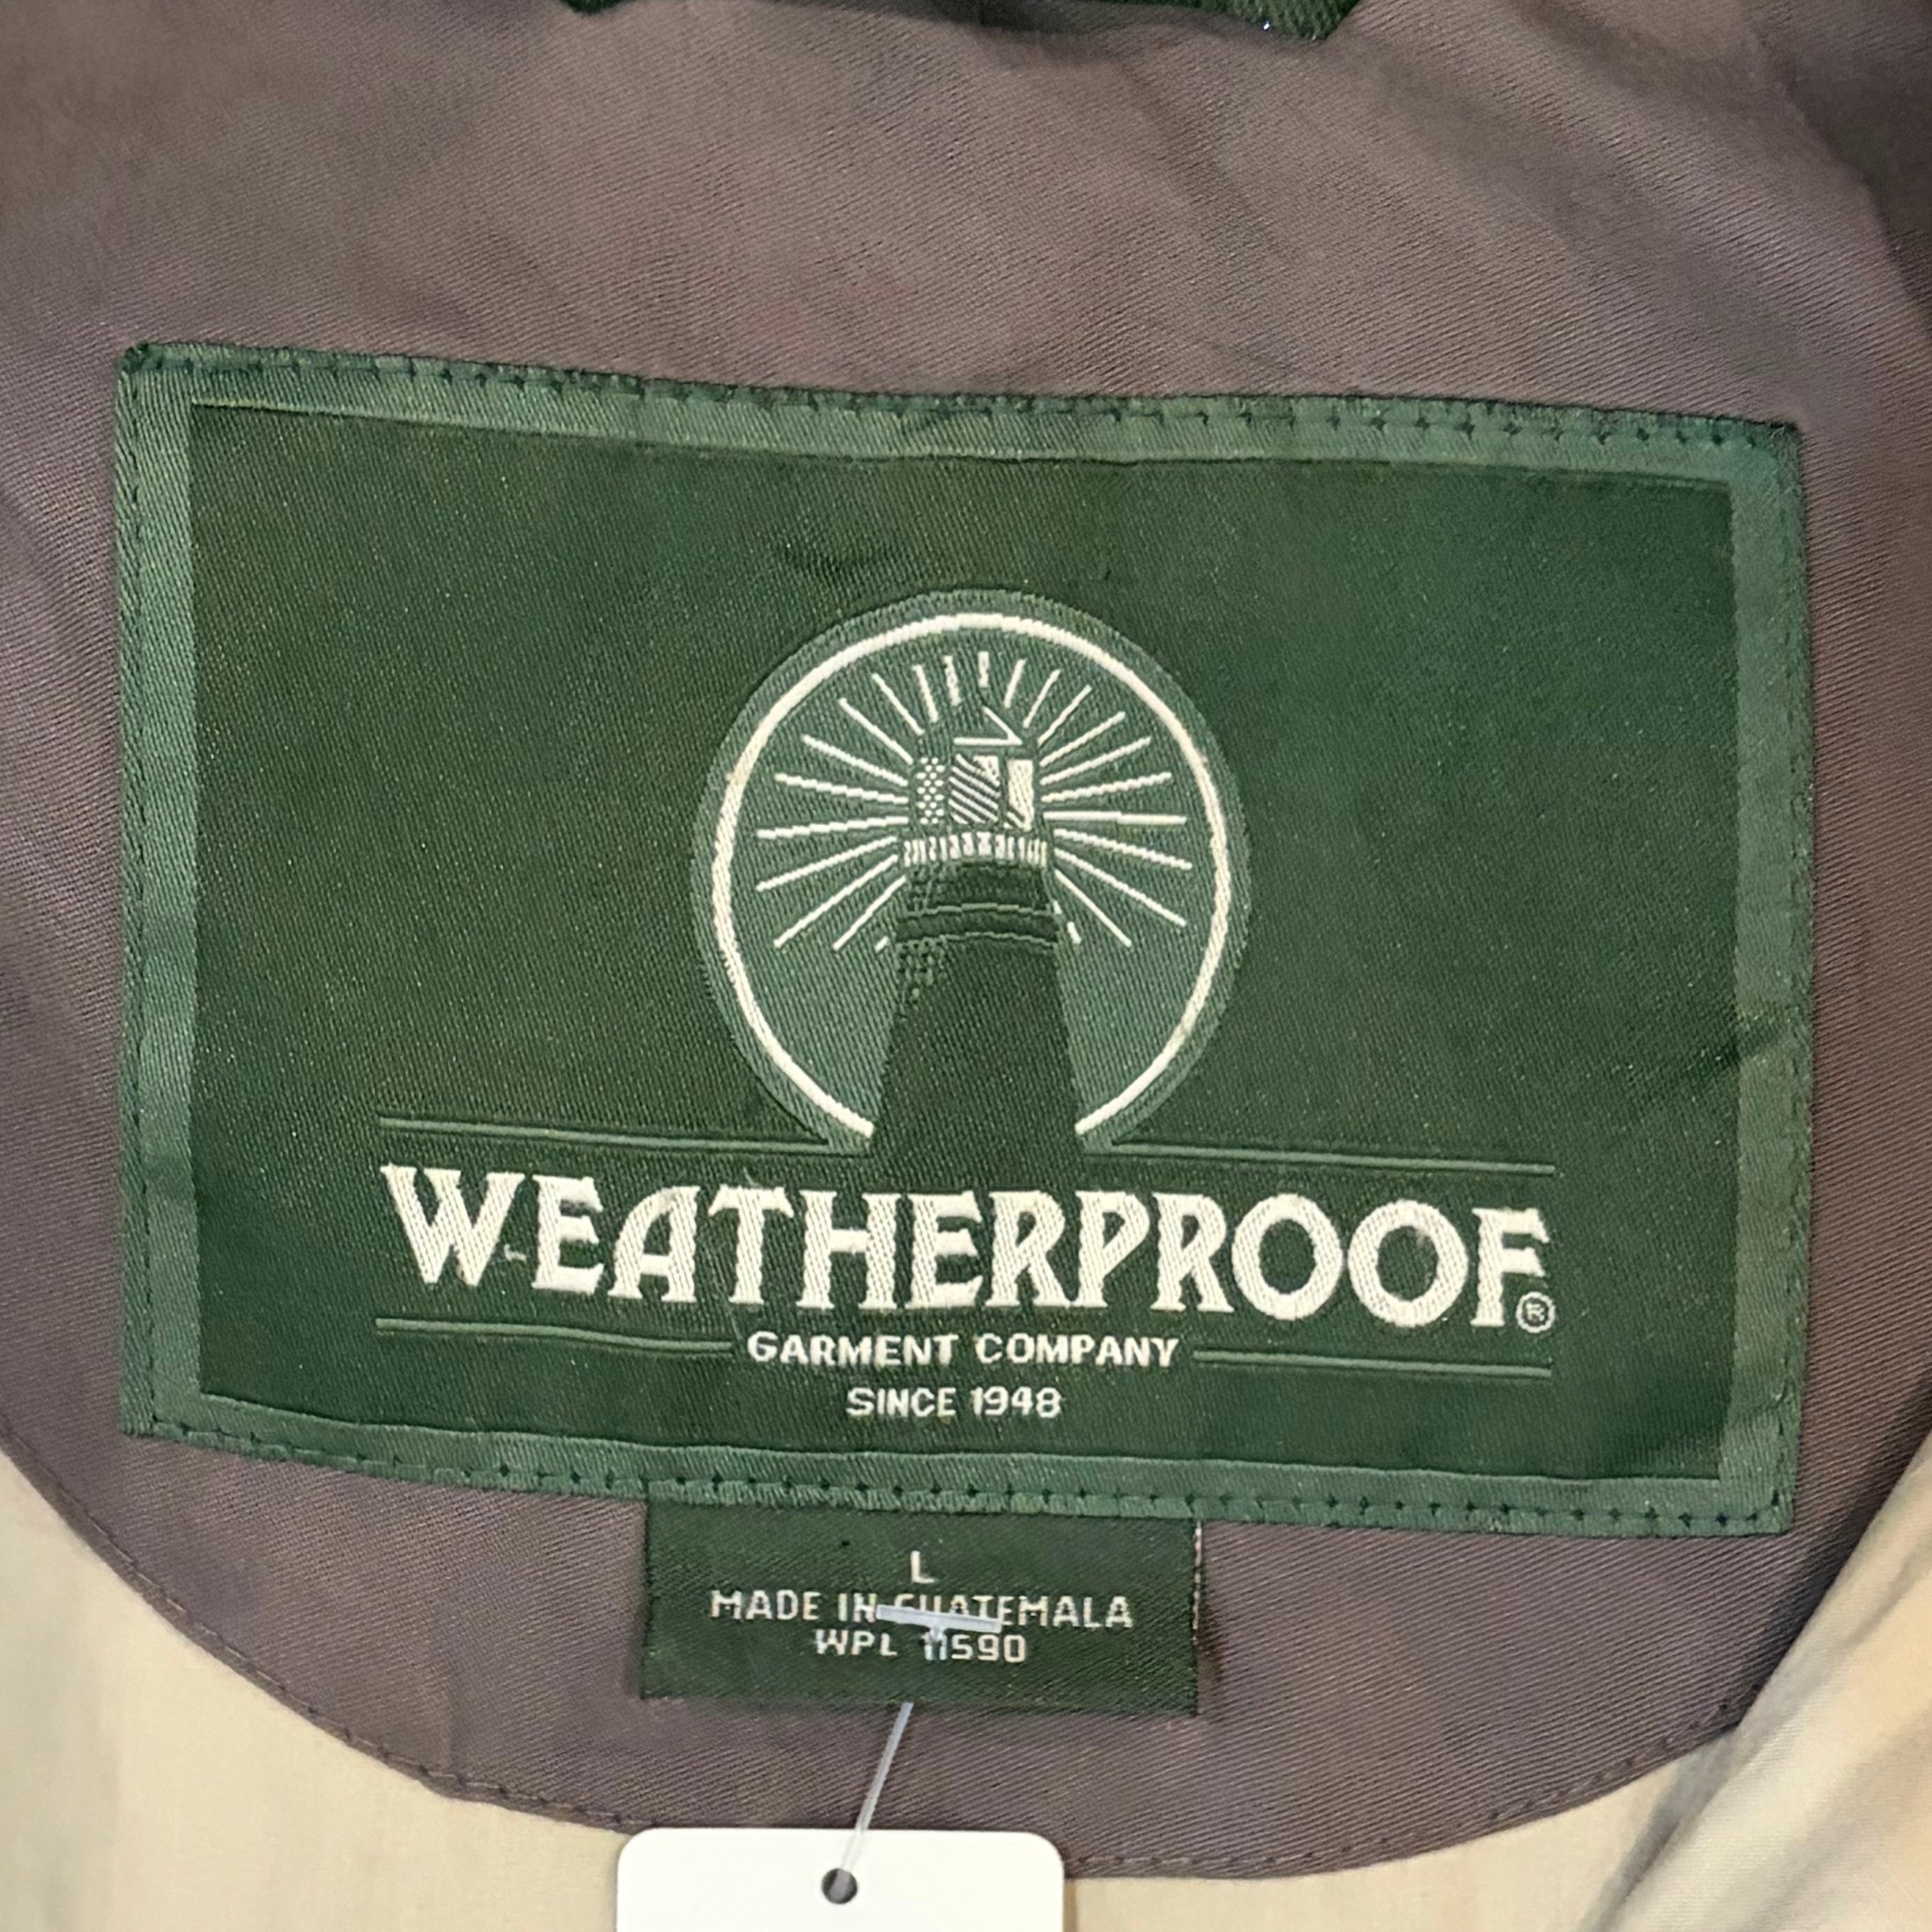 WEATHERPROOF®
GARMENT COMPANY
SINCE 1948
L
MADE IN GUATEMALA
WPL 11590